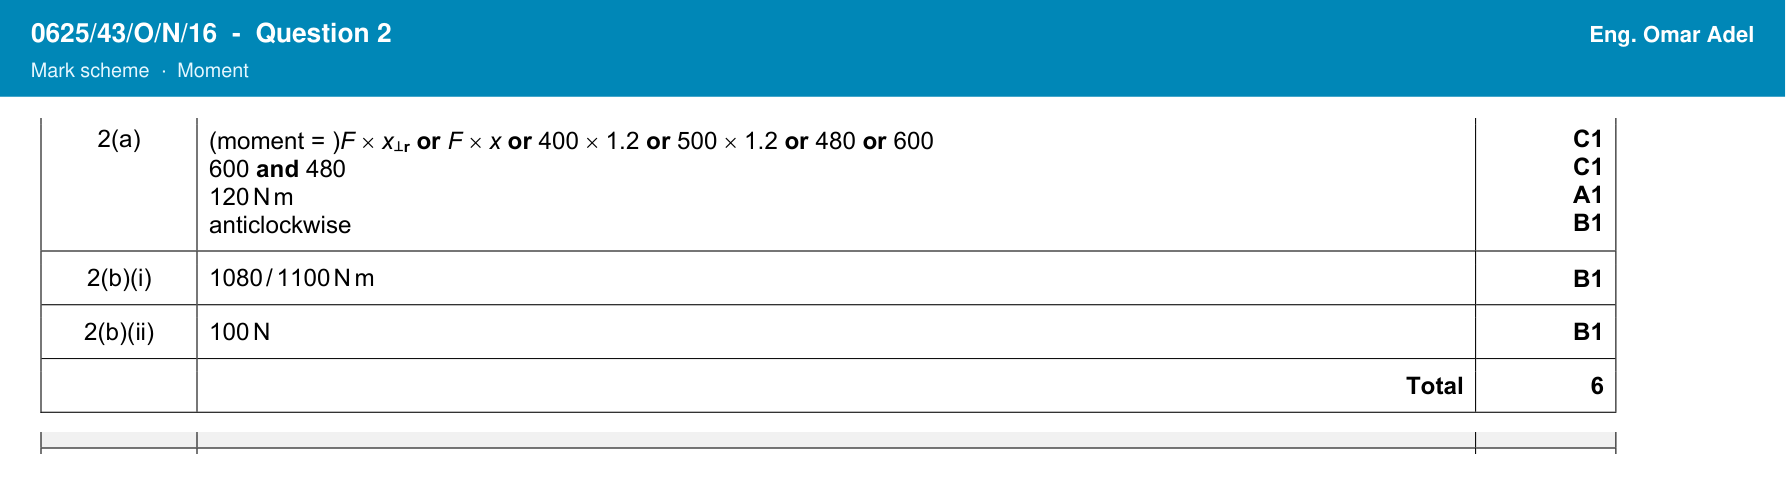 0625/43/O/N/16 - Question 2
Eng. Omar Adel
Mark scheme · Moment
2(a)
(moment = )F × x⊥r or F × x or 400 × 1.2 or 500 × 1.2 or 480 or 600 C1
600 and 480 C1
120 N m A1
anticlockwise B1
2(b)(i) 1080 / 1100 N m B1
2(b)(ii) 100 N B1
Total 6